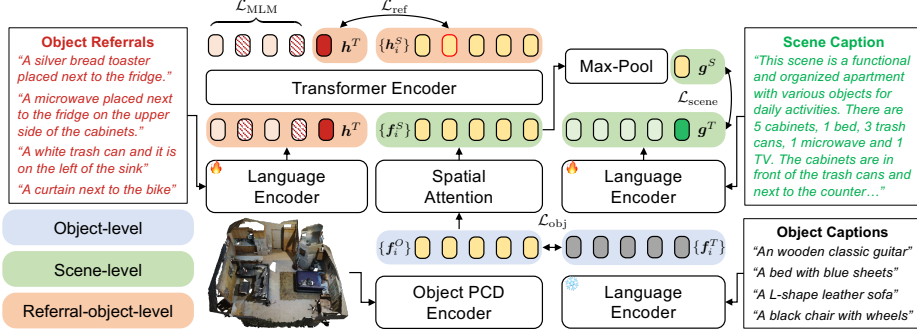 ℒ_MLM
ℒ_ref
Object Referrals
"A silver bread toaster
placed next to the fridge."
"A microwave placed next
to the fridge on the upper
side of the cabinets."
"A white trash can and it is
on the left of the sink"
"A curtain next to the bike"
h^T
{h_i^S}
Transformer Encoder
Max-Pool
g^S
ℒ_scene
h^T
{f_i^S}
g^T
Language
Encoder
Spatial
Attention
Language
Encoder
Scene Caption
"This scene is a functional
and organized apartment
with various objects for
daily activities. There are
5 cabinets, 1 bed, 3 trash
cans, 1 microwave and 1
TV. The cabinets are in
front of the trash cans and
next to the counter…"
Object-level
Scene-level
Referral-object-level
ℒ_obj
{f_i^O}
{f_i^T}
Object PCD
Encoder
Language
Encoder
Object Captions
"An wooden classic guitar"
"A bed with blue sheets"
"A L-shape leather sofa"
"A black chair with wheels"